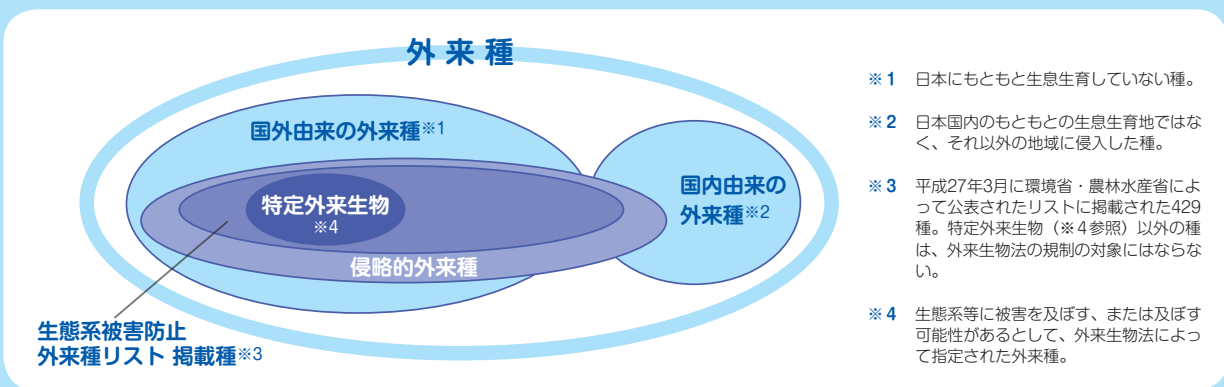 外来種
国外由来の外来種※1
国内由来の
外来種※2
特定外来生物
※4
侵略的外来種
生態系被害防止
外来種リスト 掲載種※3
※1 日本にもともと生息生育していない種。
※2 日本国内のもともとの生息生育地ではな
く、それ以外の地域に侵入した種。
※3 平成27年3月に環境省・農林水産省によ
って公表されたリストに掲載された429
種。特定外来生物（※4参照）以外の種
は、外来生物法の規制の対象にはならな
い。
※4 生態系等に被害を及ぼす、または及ぼす
可能性があるとして、外来生物法によっ
て指定された外来種。